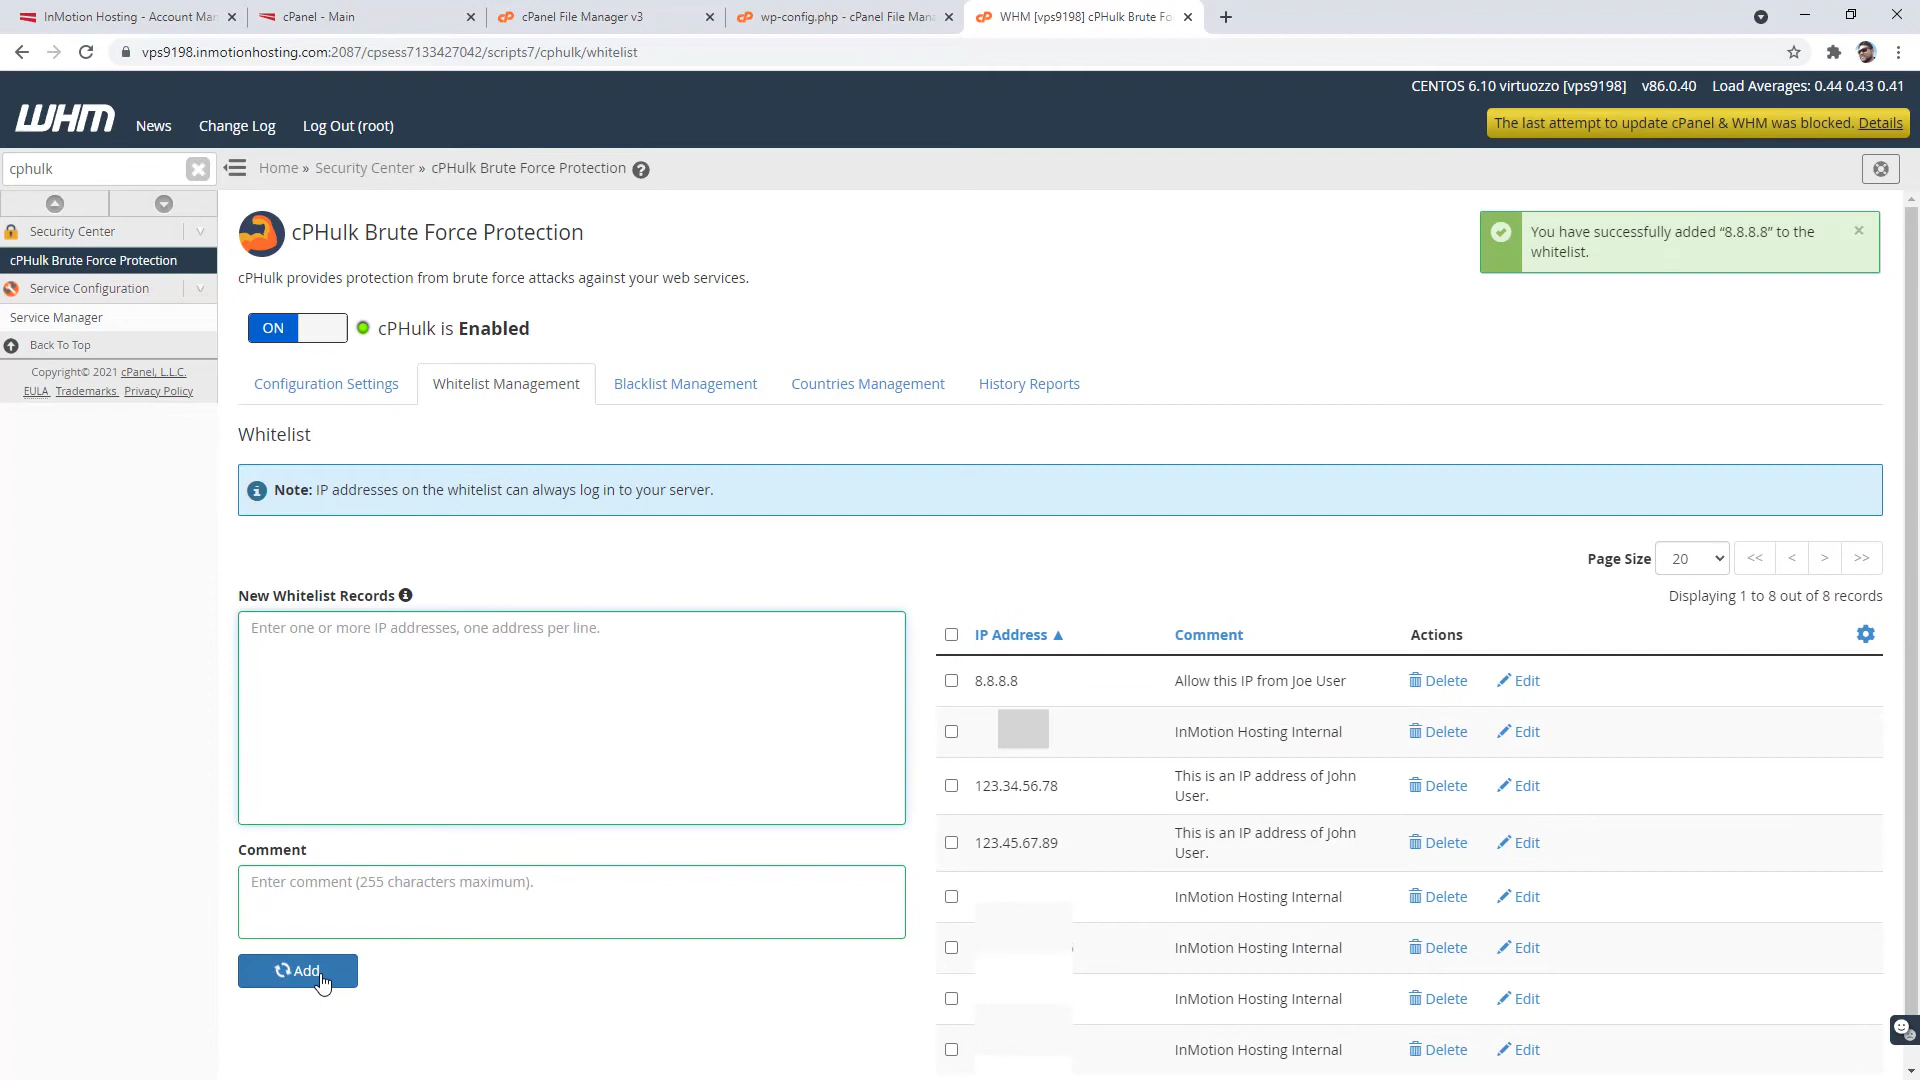 InMotion Hosting - Account Mar
cPanel - Main
cPanel File Manager v3
wp-config.php - cPanel File Mana
WHM [vps9198] cPHulk Brute Fo
vps9198.inmotionhosting.com:2087/cpsess7133427042/scripts7/cphulk/whitelist
CENTOS 6.10 virtuozzo [vps9198] v86.0.40 Load Averages: 0.44 0.43 0.41
WHM
News
Change Log
Log Out (root)
The last attempt to update cPanel & WHM was blocked. Details
cphulk
Home » Security Center » cPHulk Brute Force Protection
Security Center
cPHulk Brute Force Protection
Service Configuration
Service Manager
Back To Top
Copyright© 2021 cPanel, L.L.C.
EULA Trademarks Privacy Policy
cPHulk Brute Force Protection
You have successfully added “8.8.8.8” to the
whitelist.
cPHulk provides protection from brute force attacks against your web services.
ON
cPHulk is Enabled
Configuration Settings
Whitelist Management
Blacklist Management
Countries Management
History Reports
Whitelist
Note: IP addresses on the whitelist can always log in to your server.
Page Size 20 << < > >>
Displaying 1 to 8 out of 8 records
New Whitelist Records
Enter one or more IP addresses, one address per line.
Comment
Enter comment (255 characters maximum).
Add
IP Address ▲ Comment Actions
8.8.8.8 Allow this IP from Joe User Delete Edit
InMotion Hosting Internal Delete Edit
123.34.56.78 This is an IP address of John
User. Delete Edit
123.45.67.89 This is an IP address of John
User. Delete Edit
InMotion Hosting Internal Delete Edit
InMotion Hosting Internal Delete Edit
InMotion Hosting Internal Delete Edit
InMotion Hosting Internal Delete Edit